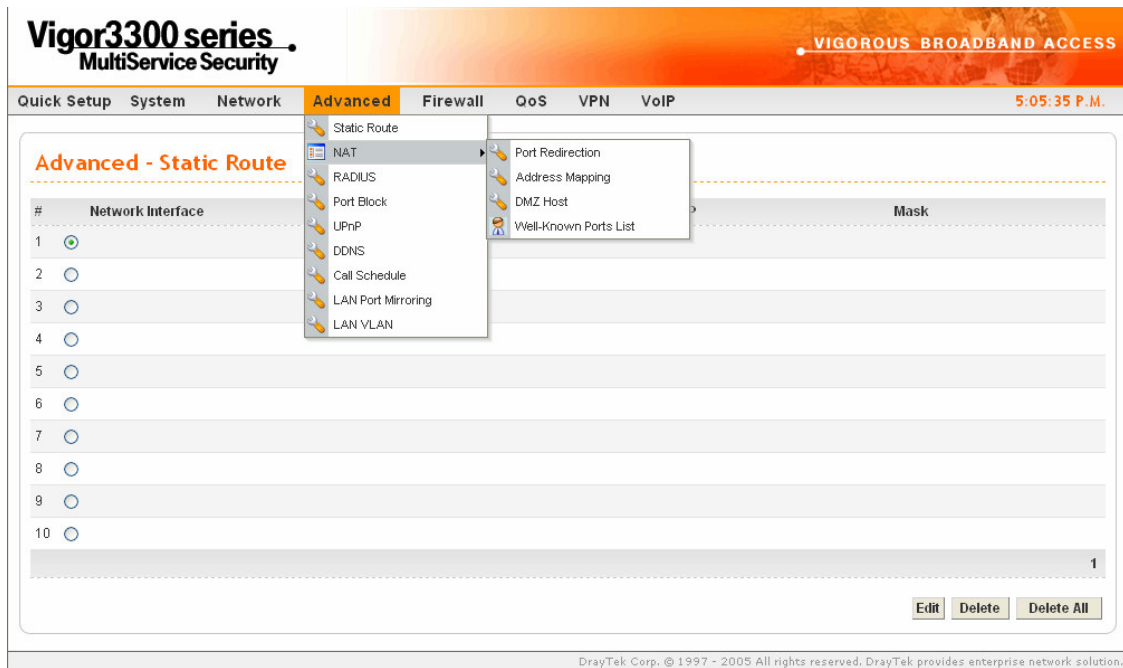 Vigor3300 series
MultiService Security
VIGOROUS BROADBAND ACCESS
Quick Setup System Network Advanced Firewall QoS VPN VoIP 5:05:35 P.M.
Static Route
NAT
RADIUS
Port Block
UPnP
DDNS
Call Schedule
LAN Port Mirroring
LAN VLAN
Port Redirection
Address Mapping
DMZ Host
Well-Known Ports List
Advanced - Static Route
# Network Interface Mask
1
2
3
4
5
6
7
8
9
10
1
Edit Delete Delete All
DrayTek Corp. © 1997 - 2005 All rights reserved. DrayTek provides enterprise network solution.